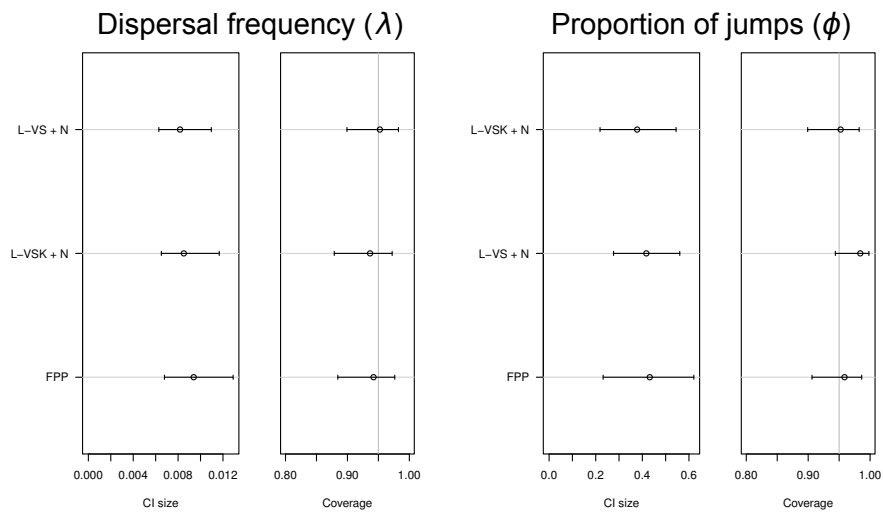 Dispersal frequency (λ)
Proportion of jumps (ϕ)
L−VS + N
L−VSK + N
FPP
0.000 0.004 0.008 0.012
CI size
0.80 0.90 1.00
Coverage
L−VSK + N
L−VS + N
FPP
0.0 0.2 0.4 0.6
CI size
0.80 0.90 1.00
Coverage